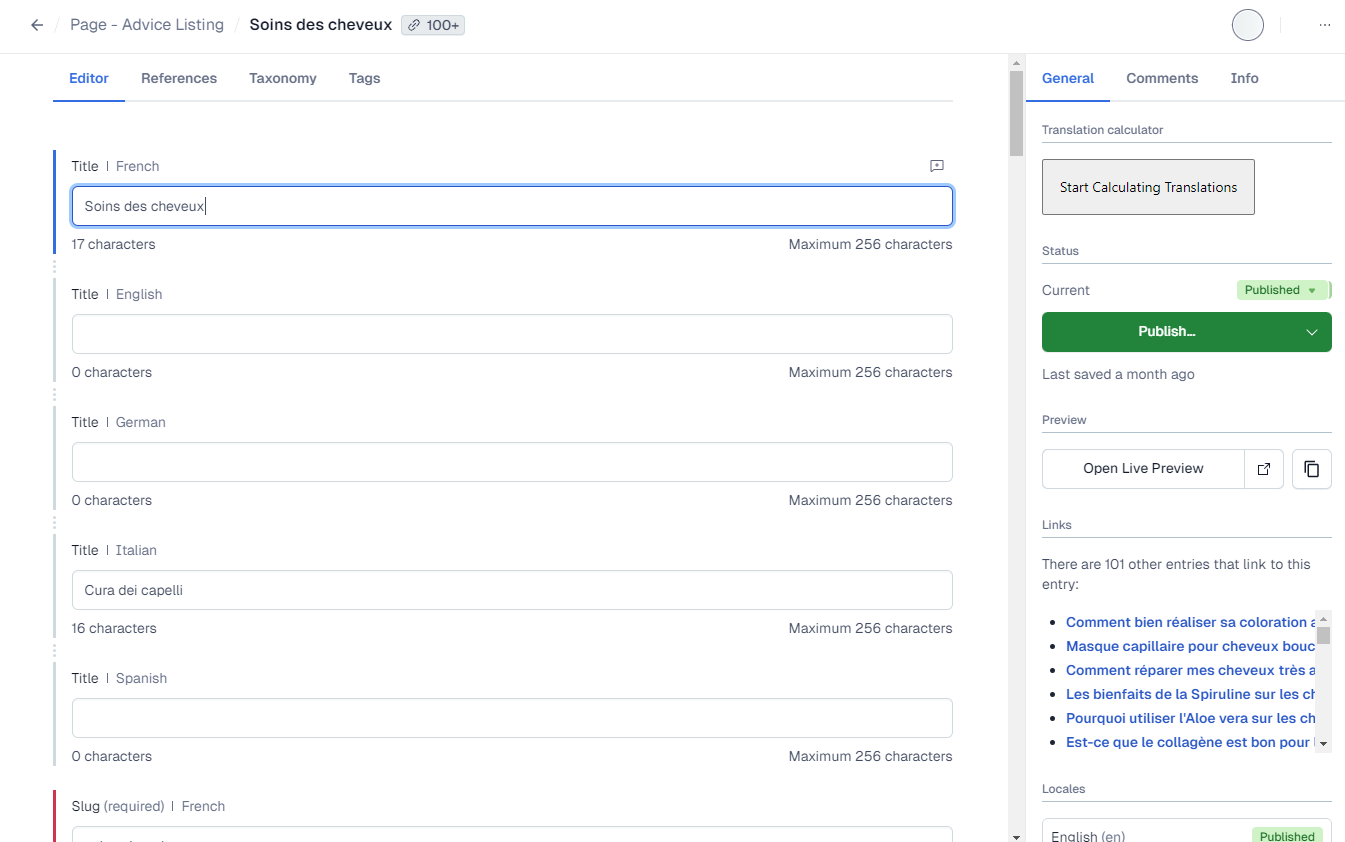 Page - Advice Listing / Soins des cheveux 100+
Editor References Taxonomy Tags
Title | French
Soins des cheveux
17 characters Maximum 256 characters
Title | English
0 characters Maximum 256 characters
Title | German
0 characters Maximum 256 characters
Title | Italian
Cura dei capelli
16 characters Maximum 256 characters
Title | Spanish
0 characters Maximum 256 characters
Slug (required) | French
General Comments Info
Translation calculator
Start Calculating Translations
Status
Current Published
Publish...
Last saved a month ago
Preview
Open Live Preview
Links
There are 101 other entries that link to this
entry:
Comment bien réaliser sa coloration
Masque capillaire pour cheveux bouc
Comment réparer mes cheveux très a
Les bienfaits de la Spiruline sur les ch
Pourquoi utiliser l'Aloe vera sur les ch
Est-ce que le collagène est bon pour
Locales
English (en) Published